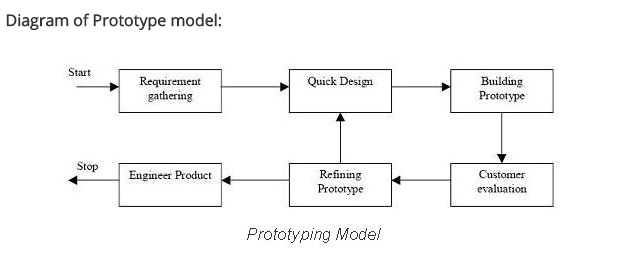 Diagram of Prototype model:
Start
Requirement
gathering
Quick Design
Building
Prototype
Stop
Engineer Product
Refining
Prototype
Customer
evaluation
Prototyping Model